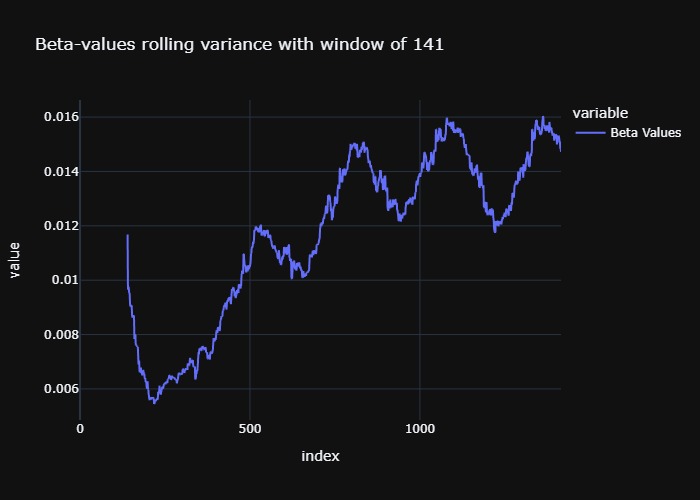 Beta-values rolling variance with window of 141
variable
Beta Values
0.016
0.014
0.012
0.01
0.008
0.006
value
0
500
1000
index